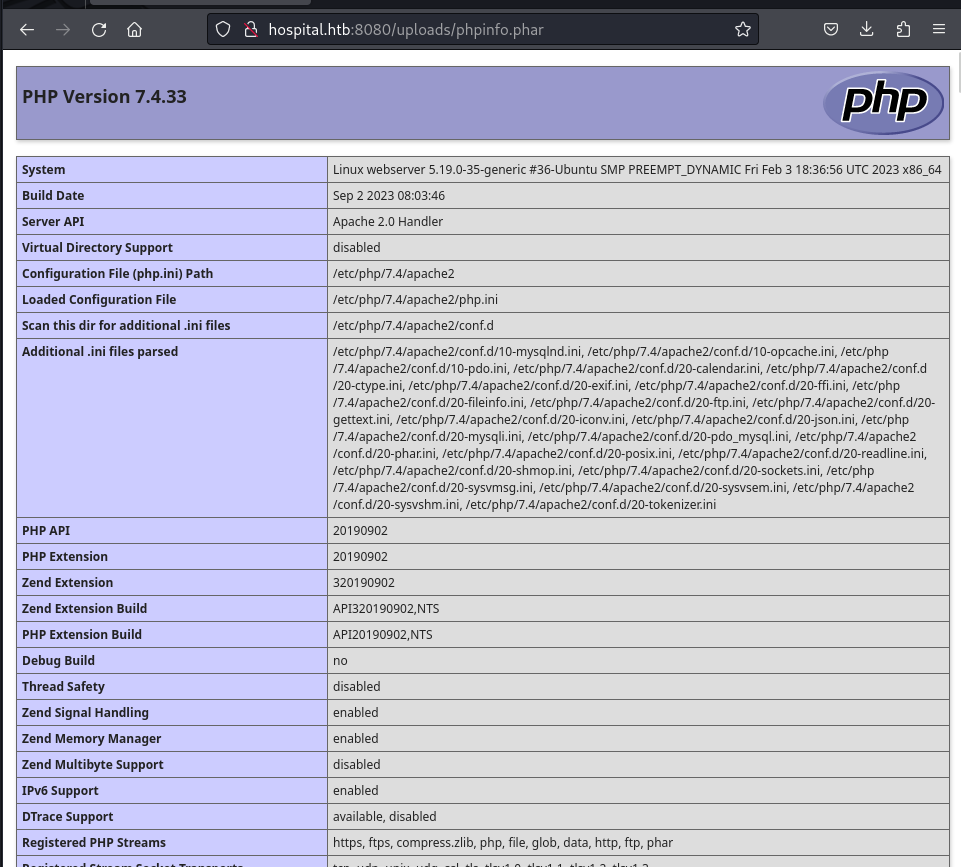 hospital.htb:8080/uploads/phpinfo.phar
PHP Version 7.4.33
php
System Linux webserver 5.19.0-35-generic #36-Ubuntu SMP PREEMPT_DYNAMIC Fri Feb 3 18:36:56 UTC 2023 x86_64
Build Date Sep 2 2023 08:03:46
Server API Apache 2.0 Handler
Virtual Directory Support disabled
Configuration File (php.ini) Path /etc/php/7.4/apache2
Loaded Configuration File /etc/php/7.4/apache2/php.ini
Scan this dir for additional .ini files /etc/php/7.4/apache2/conf.d
Additional .ini files parsed /etc/php/7.4/apache2/conf.d/10-mysqlnd.ini, /etc/php/7.4/apache2/conf.d/10-opcache.ini, /etc/php
/7.4/apache2/conf.d/10-pdo.ini, /etc/php/7.4/apache2/conf.d/20-calendar.ini, /etc/php/7.4/apache2/conf.d
/20-ctype.ini, /etc/php/7.4/apache2/conf.d/20-exif.ini, /etc/php/7.4/apache2/conf.d/20-ffi.ini, /etc/php
/7.4/apache2/conf.d/20-fileinfo.ini, /etc/php/7.4/apache2/conf.d/20-ftp.ini, /etc/php/7.4/apache2/conf.d/20-
gettext.ini, /etc/php/7.4/apache2/conf.d/20-iconv.ini, /etc/php/7.4/apache2/conf.d/20-json.ini, /etc/php
/7.4/apache2/conf.d/20-mysqli.ini, /etc/php/7.4/apache2/conf.d/20-pdo_mysql.ini, /etc/php/7.4/apache2
/conf.d/20-phar.ini, /etc/php/7.4/apache2/conf.d/20-posix.ini, /etc/php/7.4/apache2/conf.d/20-readline.ini,
/etc/php/7.4/apache2/conf.d/20-shmop.ini, /etc/php/7.4/apache2/conf.d/20-sockets.ini, /etc/php
/7.4/apache2/conf.d/20-sysvmsg.ini, /etc/php/7.4/apache2/conf.d/20-sysvsem.ini, /etc/php/7.4/apache2
/conf.d/20-sysvshm.ini, /etc/php/7.4/apache2/conf.d/20-tokenizer.ini
PHP API 20190902
PHP Extension 20190902
Zend Extension 320190902
Zend Extension Build API320190902,NTS
PHP Extension Build API20190902,NTS
Debug Build no
Thread Safety disabled
Zend Signal Handling enabled
Zend Memory Manager enabled
Zend Multibyte Support disabled
IPv6 Support enabled
DTrace Support available, disabled
Registered PHP Streams https, ftps, compress.zlib, php, file, glob, data, http, ftp, phar